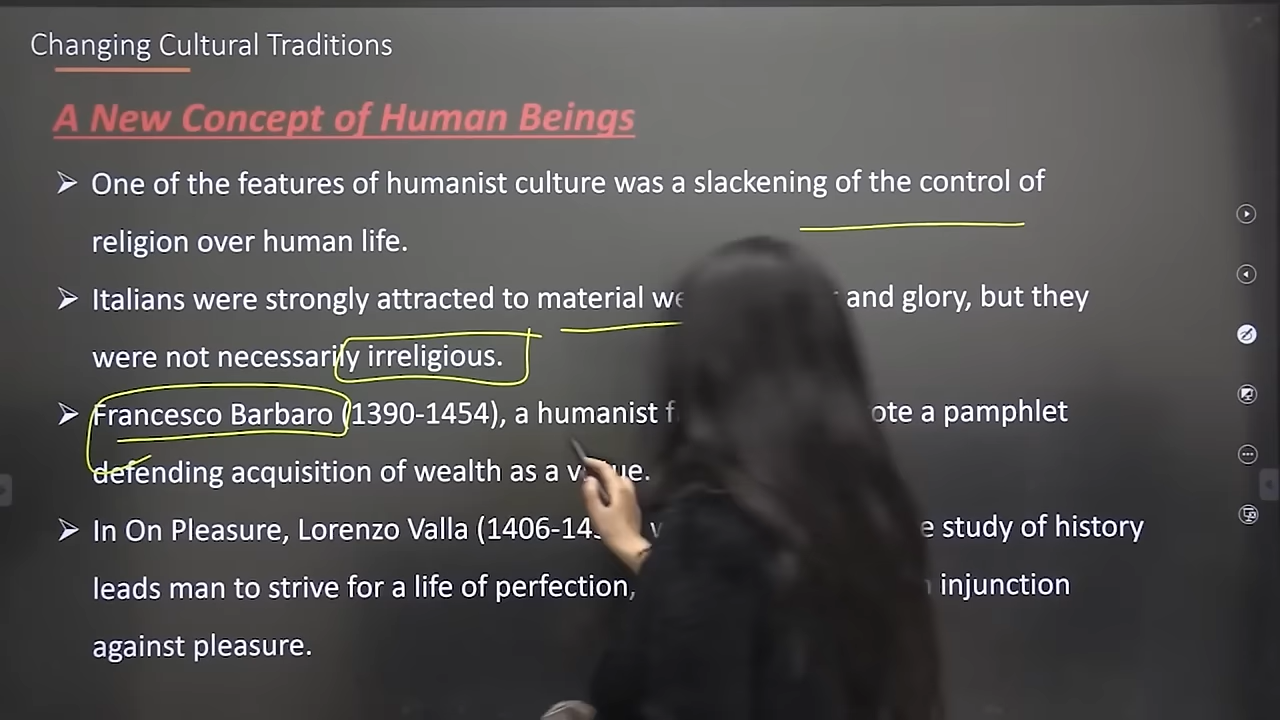 Changing Cultural Traditions
A New Concept of Human Beings
One of the features of humanist culture was a slackening of the control of
religion over human life.
Italians were strongly attracted to material and glory, but they
were not necessarily irreligious.
Francesco Barbaro (1390-1454), a humanist a pamphlet
defending acquisition of wealth as a
In On Pleasure, Lorenzo Valla study of history
leads man to strive for a life of perfection, injunction
against pleasure.